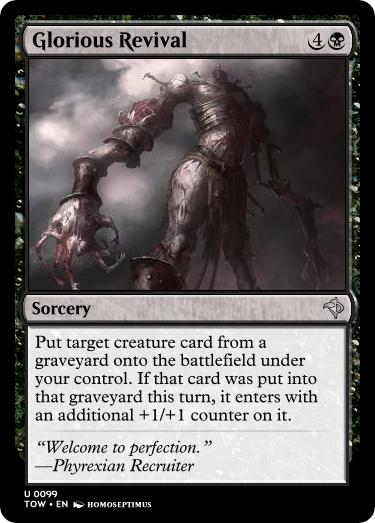 Glorious Revival 4
Sorcery
Put target creature card from a
graveyard onto the battlefield under
your control. If that card was put into
that graveyard this turn, it enters with
an additional +1/+1 counter on it.
“Welcome to perfection.”
—Phyrexian Recruiter
U 0099
TOW • EN HOMOSEPTIMUS